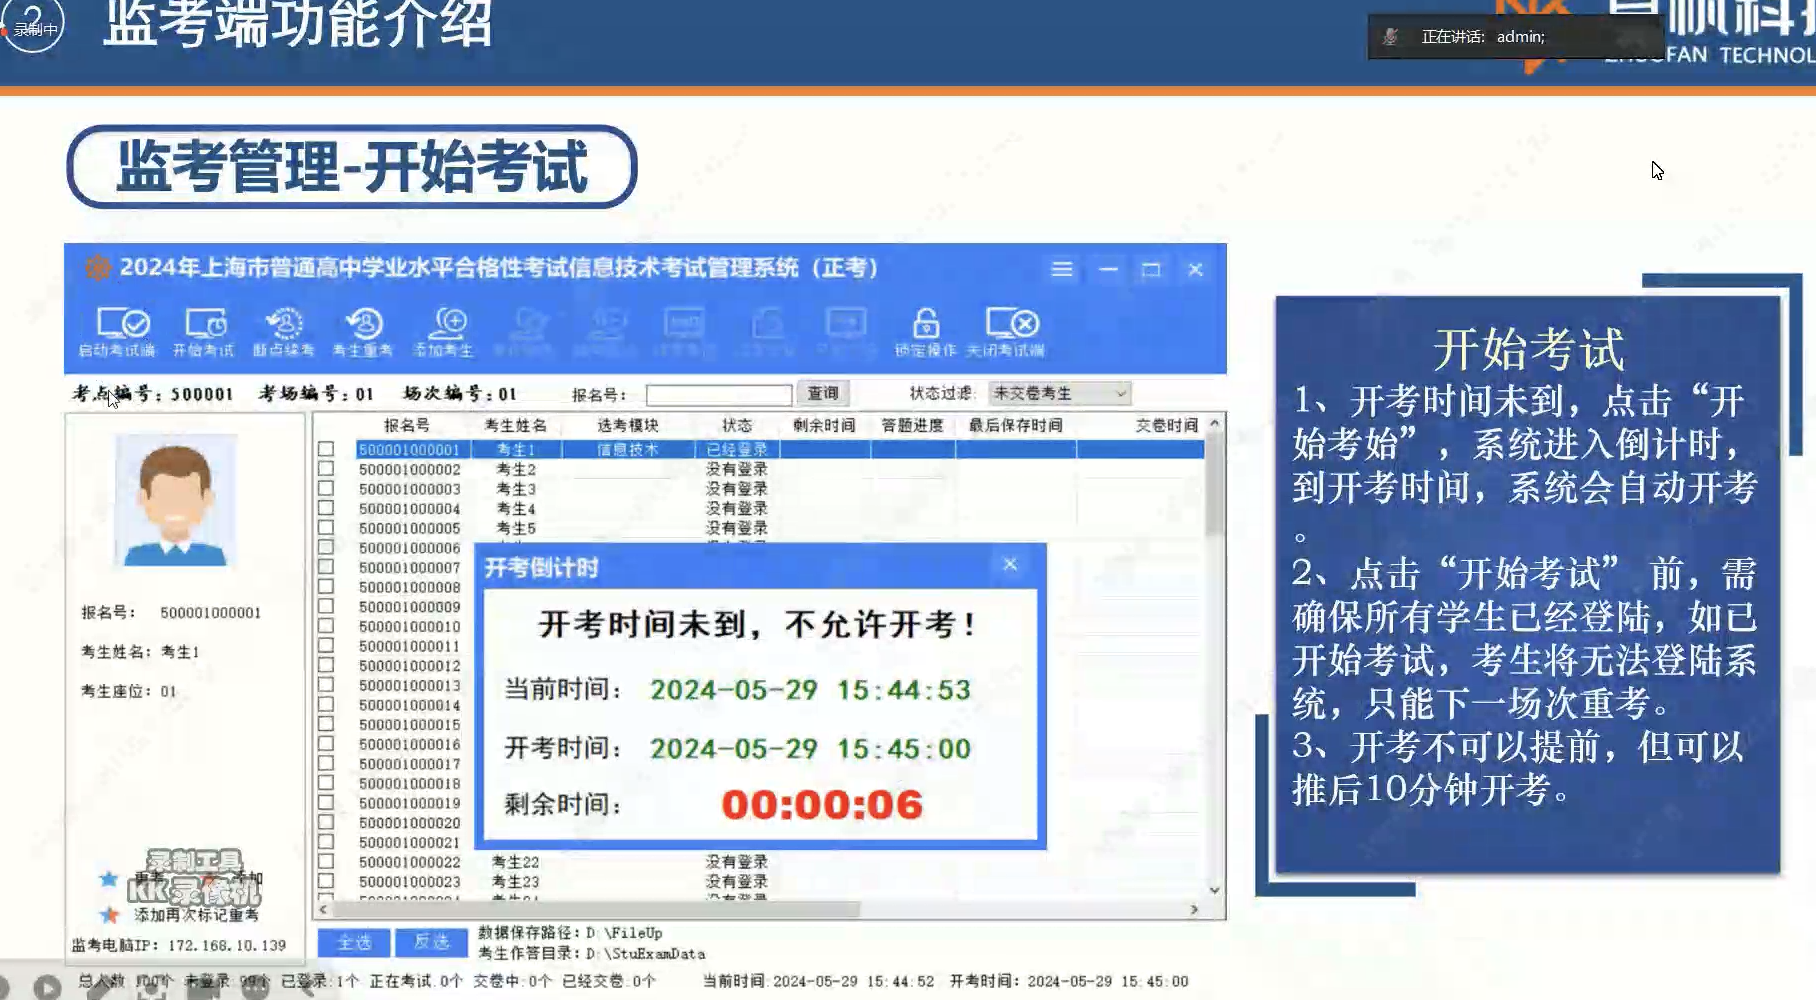 2
录制中
监考端功能介绍
正在讲话: admin;
FAN TECHNOL
监考管理-开始考试
2024年上海市普通高中学业水平合格性考试信息技术考试管理系统（正考）
启动考试端 开始考试 断点续考 考生重考 添加考生 锁定操作 关闭考试端
考点编号：500001 考场编号：01 场次编号：01 报名号： 查询 状态过滤: 未交卷考生
报名号 考生姓名 选考模块 状态 剩余时间 答题进度 最后保存时间 交卷时间
500001000001 考生1 信息技术 已经登录
500001000002 考生2 没有登录
500001000003 考生3 没有登录
500001000004 考生4 没有登录
500001000005 考生5 没有登录
500001000006
500001000007
500001000008
500001000009
500001000010
500001000011
500001000012
500001000013
500001000014
500001000015
500001000016
500001000017
500001000018
500001000019
500001000020
500001000021
500001000022 考生22 没有登录
500001000023 考生23 没有登录
报名号： 500001000001
考生姓名：考生1
考生座位：01
录制工具
KK录像机
添加再次标记重考
监考电脑IP：172.168.10.139
开考倒计时
开考时间未到，不允许开考！
当前时间： 2024-05-29 15:44:53
开考时间： 2024-05-29 15:45:00
剩余时间： 00:00:06
全选 反选
数据保存路径：D:\FileUp
考生作答目录：D:\StuExamData
总人数:100个 未登录:99个 已登录:1个 正在考试:0个 交卷中:0个 已经交卷:0个 当前时间:2024-05-29 15:44:52 开考时间：2024-05-29 15:45:00
开始考试
1、开考时间未到，点击“开
始考始”，系统进入倒计时，
到开考时间，系统会自动开考
。
2、点击“开始考试” 前，需
确保所有学生已经登陆，如已
开始考试，考生将无法登陆系
统，只能下一场次重考。
3、开考不可以提前，但可以
推后10分钟开考。